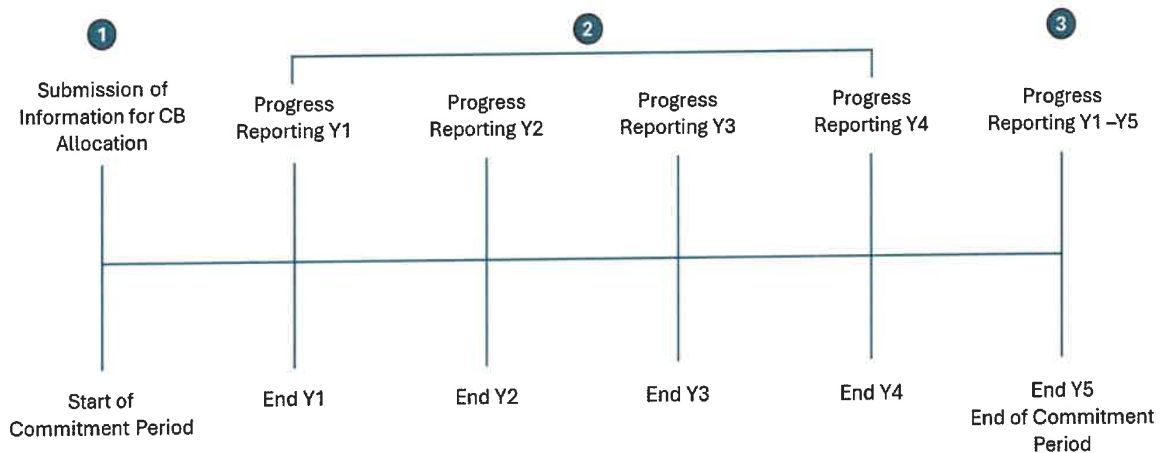 1
2
3
Submission of
Information for CB
Allocation
Progress
Reporting Y1
Progress
Reporting Y2
Progress
Reporting Y3
Progress
Reporting Y4
Progress
Reporting Y1 –Y5
Start of
Commitment Period
End Y1
End Y2
End Y3
End Y4
End Y5
End of Commitment
Period